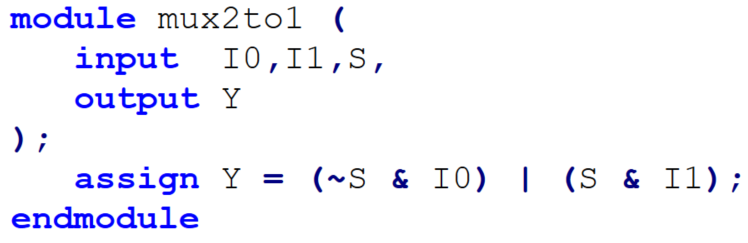 module mux2to1 (
input I0,I1,S,
output Y
);
assign Y = (~S & I0) | (S & I1);
endmodule